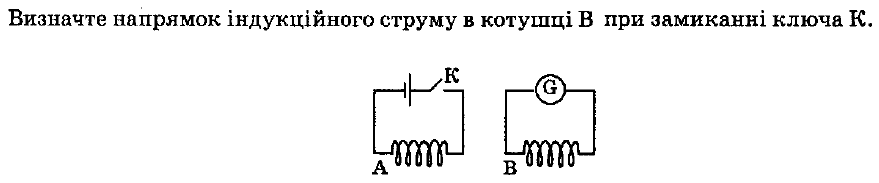 Визначте напрямок індукційного струму в котушці В при замиканні ключа К.
К
G
А
В